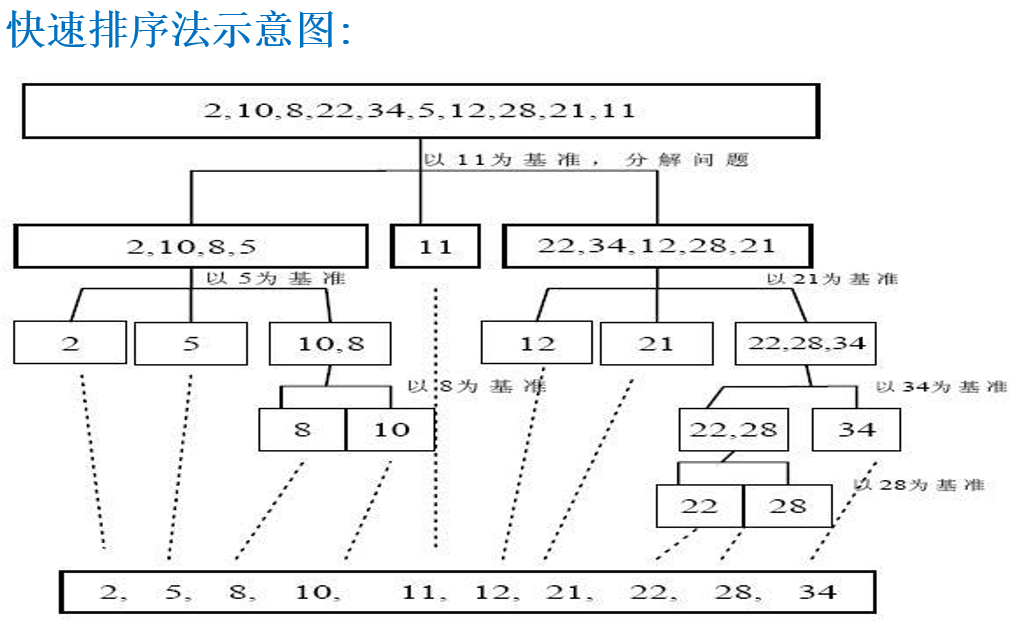 快速排序法示意图:
2,10,8,22,34,5,12,28,21,11
以11为基准，分解问题
2,10,8,5
11
22,34,12,28,21
以5为基准
以21为基准
2
5
10,8
12
21
22,28,34
以8为基准
以34为基准
8
10
22,28
34
以28为基准
22
28
2, 5, 8, 10, 11, 12, 21, 22, 28, 34